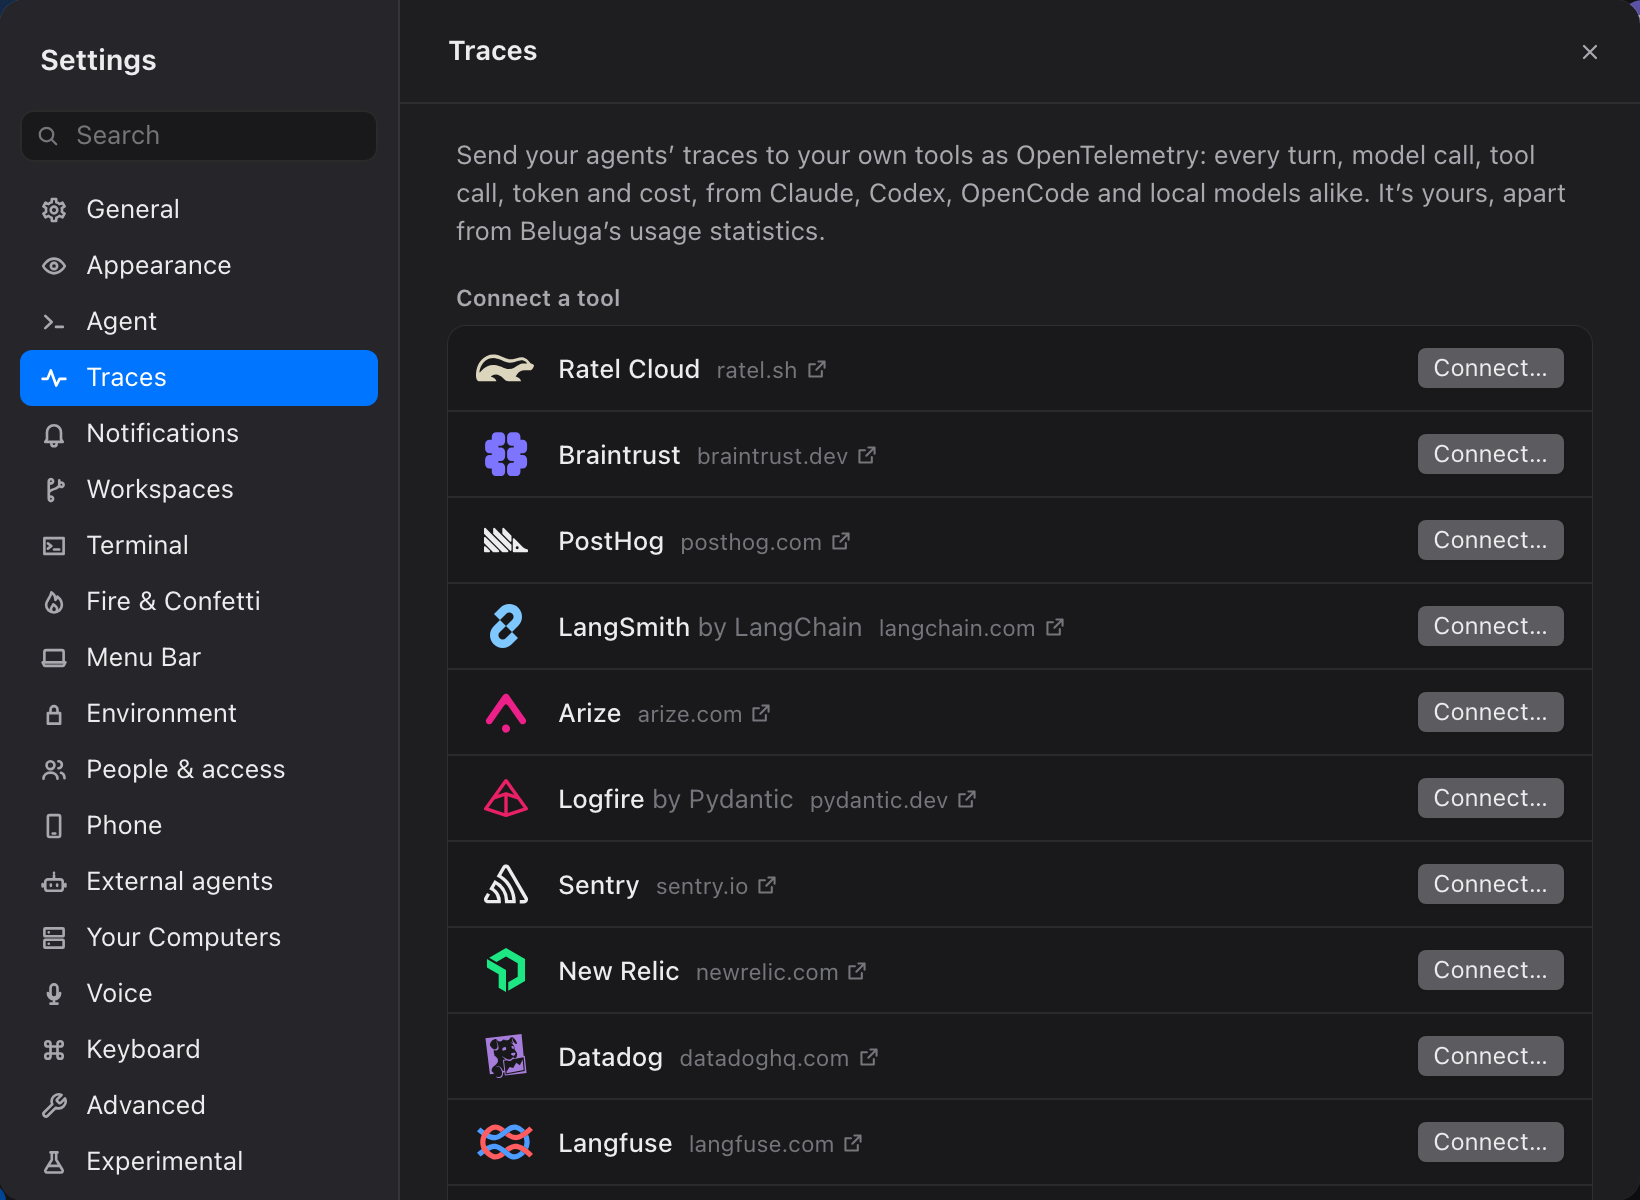 Settings
Search
General
Appearance
Agent
Traces
Notifications
Workspaces
Terminal
Fire & Confetti
Menu Bar
Environment
People & access
Phone
External agents
Your Computers
Voice
Keyboard
Advanced
Experimental
Traces
Send your agents’ traces to your own tools as OpenTelemetry: every turn, model call, tool
call, token and cost, from Claude, Codex, OpenCode and local models alike. It’s yours, apart
from Beluga’s usage statistics.
Connect a tool
Ratel Cloud ratel.sh Connect...
Braintrust braintrust.dev Connect...
PostHog posthog.com Connect...
LangSmith by LangChain langchain.com Connect...
Arize arize.com Connect...
Logfire by Pydantic pydantic.dev Connect...
Sentry sentry.io Connect...
New Relic newrelic.com Connect...
Datadog datadoghq.com Connect...
Langfuse langfuse.com Connect...